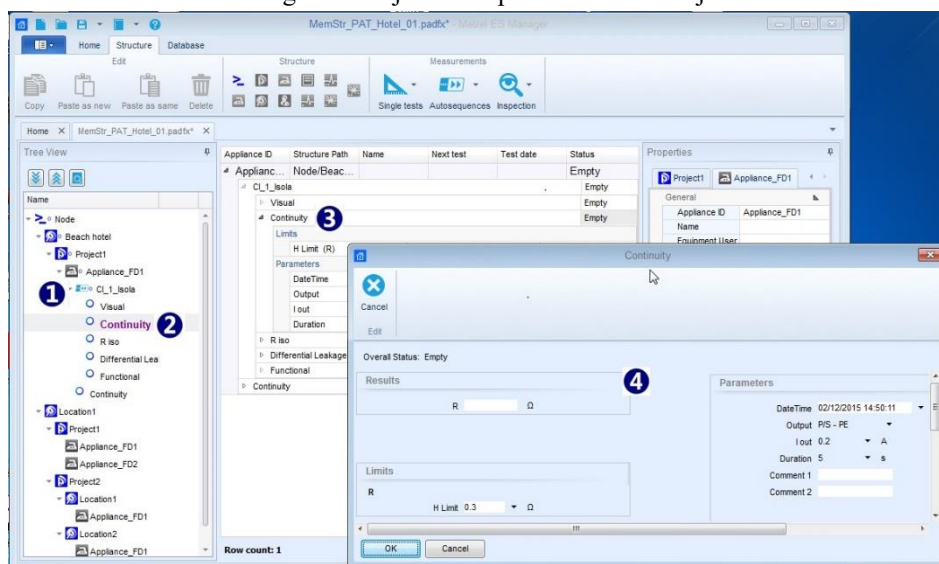 MemStr_PAT_Hotel_01.padfx* - Metrel ES Manager
Home Structure Database
Edit Structure Measurements
Copy Paste as new Paste as same Delete Single tests Autosequences Inspection
Home MemStr_PAT_Hotel_01.padfx*
Tree View
Name
Node
Beach hotel
Project1
Appliance_FD1
1 CI_1_Isola
Visual
Continuity 2
R iso
Differential Lea
Functional
Continuity
Location1
Project1
Appliance_FD1
Appliance_FD2
Project2
Location1
Appliance_FD1
Location2
Appliance_FD1
Appliance ID Structure Path Name Next test Test date Status
Applianc... Node/Beac... Empty
CI_1_Isola Empty
Visual Empty
Continuity 3 Empty
Limits
H Limit (R)
Parameters
DateTime
Output
I out
Duration
R iso
Differential Leakage
Functional
Continuity
Row count: 1
Properties
Project1 Appliance_FD1
General
Appliance ID Appliance_FD1
Name
Equipment User
Continuity
Cancel
Edit
Overall Status: Empty
Results 4
R Ω
Limits
R
H Limit 0.3 Ω
Parameters
DateTime 02/12/2015 14:50:11
Output P/S - PE
I out 0.2 A
Duration 5 s
Comment 1
Comment 2
OK Cancel